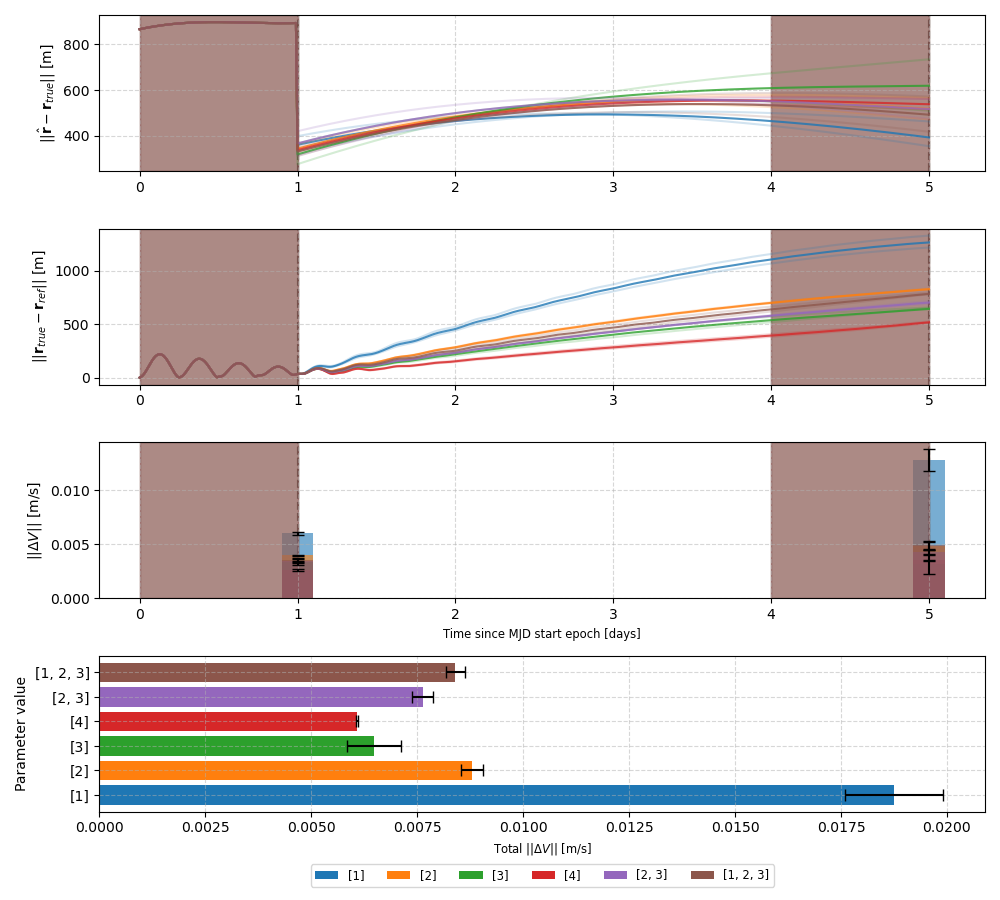 ||r̂ − r_true|| [m]
800
600
400
0 1 2 3 4 5
||r_true − r_ref|| [m]
1000
500
0
0 1 2 3 4 5
||ΔV|| [m/s]
0.010
0.005
0.000
0 1 2 3 4 5
Time since MJD start epoch [days]
Parameter value
[1, 2, 3]
[2, 3]
[4]
[3]
[2]
[1]
0.0000 0.0025 0.0050 0.0075 0.0100 0.0125 0.0150 0.0175 0.0200
Total ||ΔV|| [m/s]
[1] [2] [3] [4] [2, 3] [1, 2, 3]